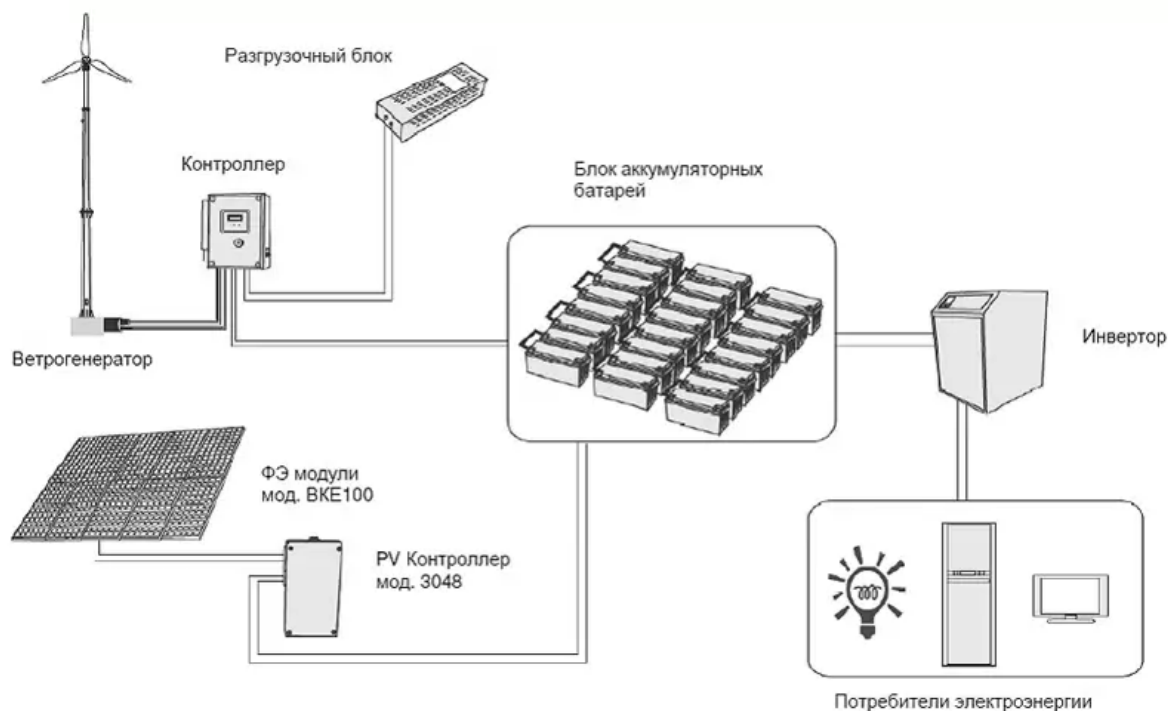 Разгрузочный блок
Контроллер
Блок аккумуляторных
батарей
Ветрогенератор
Инвертор
ФЭ модули
мод. ВКЕ100
PV Контроллер
мод. 3048
Потребители электроэнергии